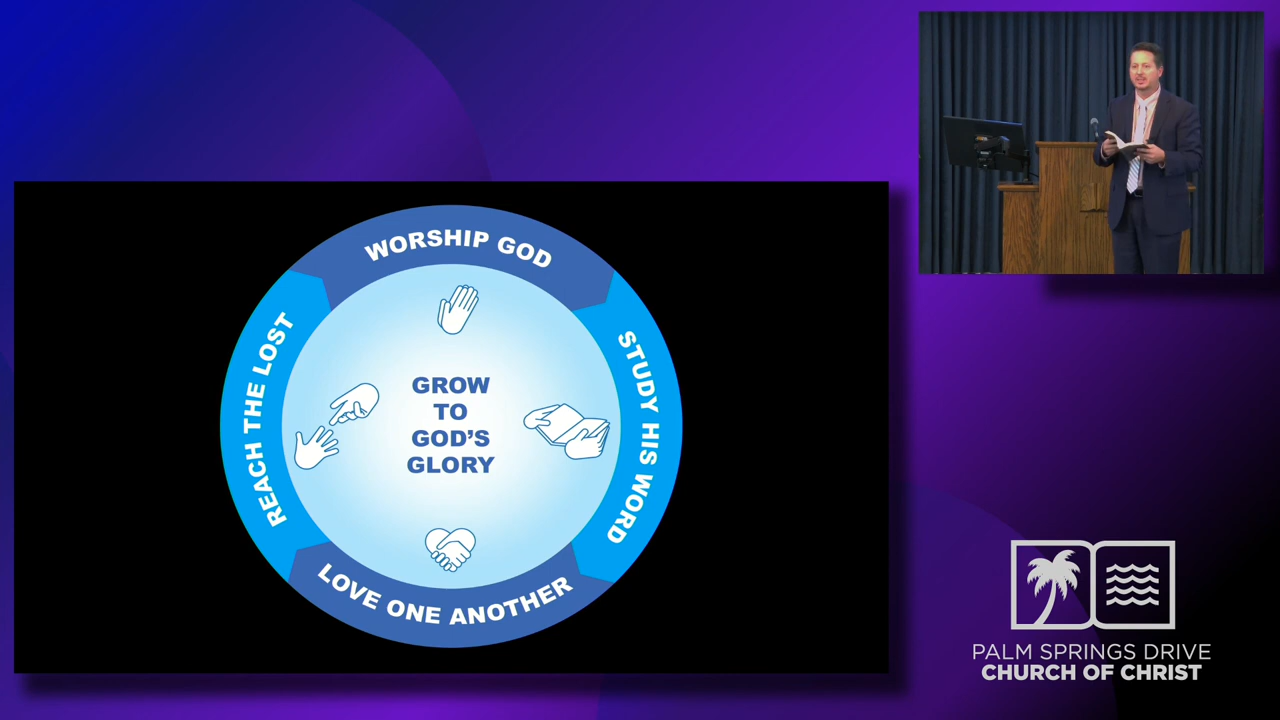 WORSHIP GOD
STUDY HIS WORD
LOVE ONE ANOTHER
REACH THE LOST
GROW
TO
GOD'S
GLORY
PALM SPRINGS DRIVE
CHURCH OF CHRIST